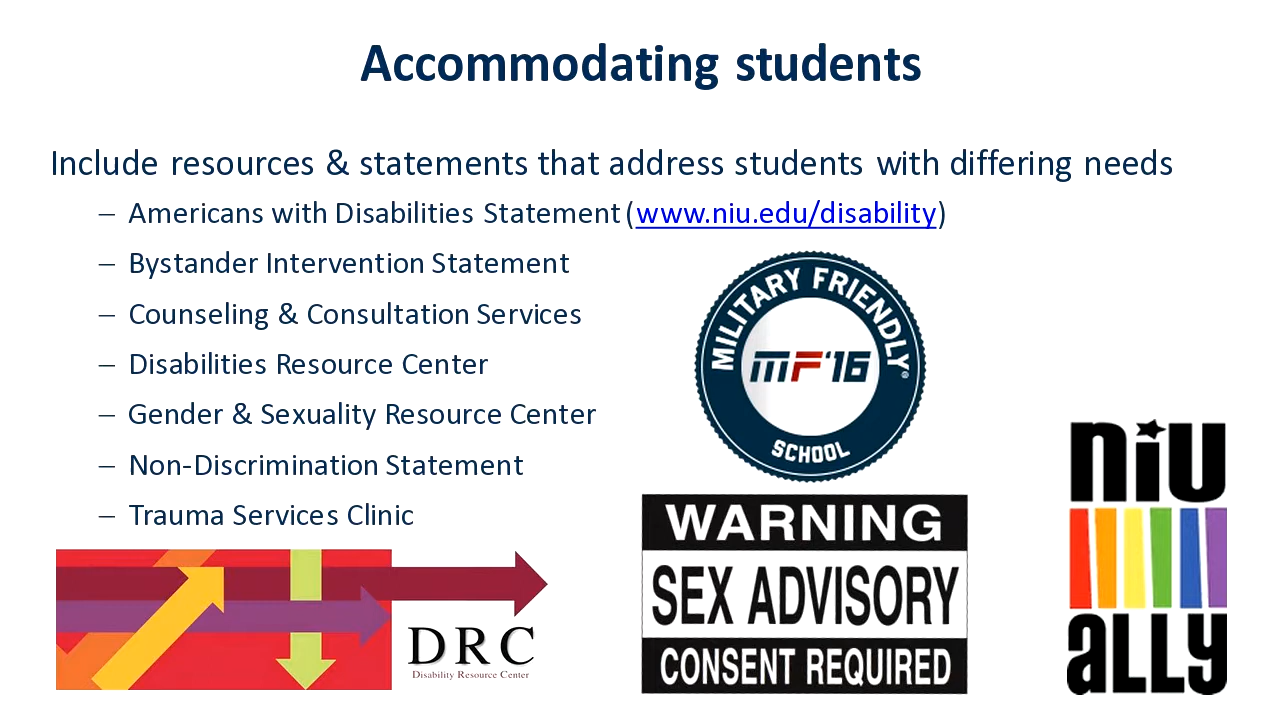 Accommodating students
Include resources & statements that address students with differing needs
– Americans with Disabilities Statement (www.niu.edu/disability)
– Bystander Intervention Statement
– Counseling & Consultation Services
– Disabilities Resource Center
– Gender & Sexuality Resource Center
– Non-Discrimination Statement
– Trauma Services Clinic
MILITARY FRIENDLY®
MF'16
SCHOOL
WARNING
SEX ADVISORY
CONSENT REQUIRED
DRC
Disability Resource Center
niu
aLLy